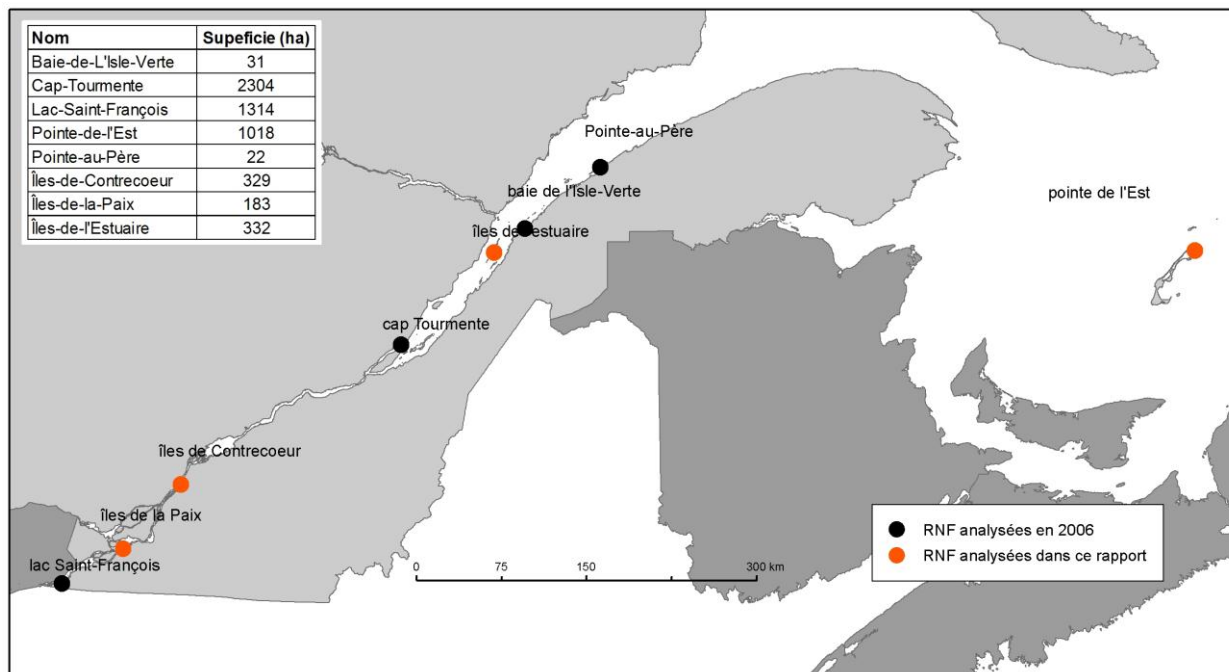 Nom Supeficie (ha)
Baie-de-L'Isle-Verte 31
Cap-Tourmente 2304
Lac-Saint-François 1314
Pointe-de-l'Est 1018
Pointe-au-Père 22
Îles-de-Contrecoeur 329
Îles-de-la-Paix 183
Îles-de-l'Estuaire 332
Pointe-au-Père
baie de l'Isle-Verte
pointe de l'Est
îles de l'estuaire
cap Tourmente
îles de Contrecoeur
îles de la Paix
lac Saint-François
0 75 150 300 km
RNF analysées en 2006
RNF analysées dans ce rapport